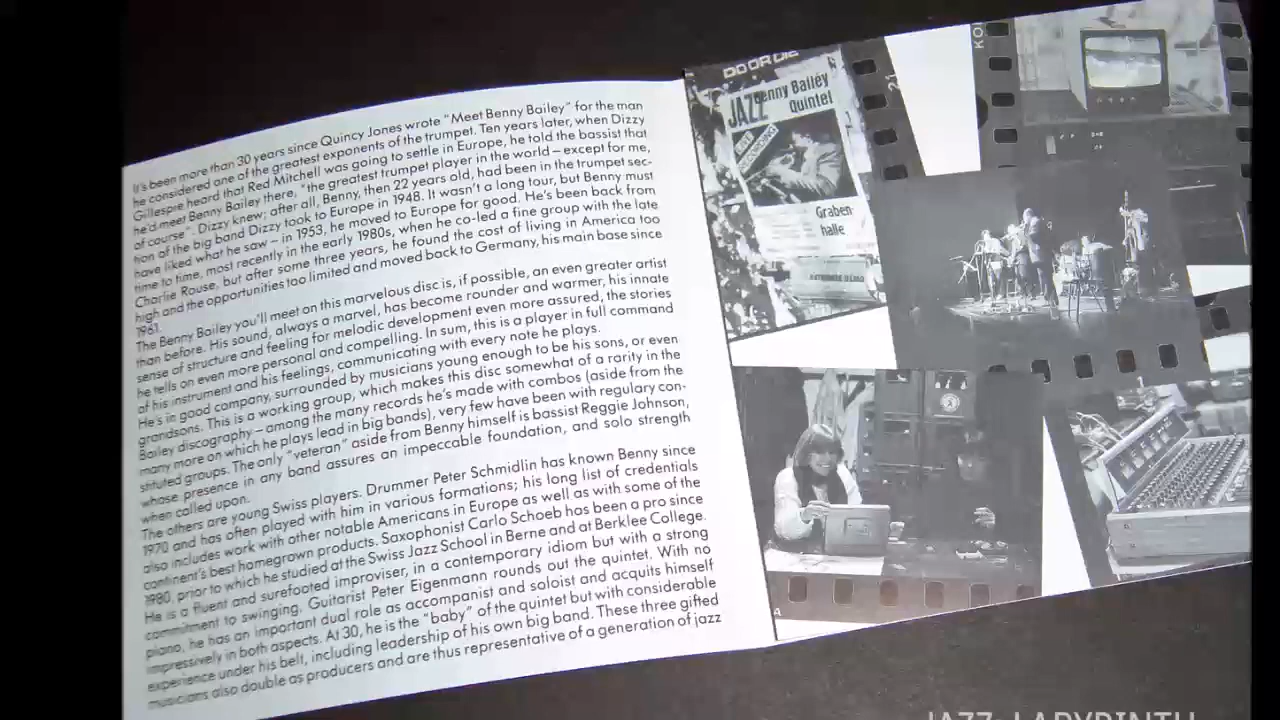 It's been more than 30 years since Quincy Jones wrote "Meet Benny Bailey" for the man
he considered one of the greatest exponents of the trumpet. Ten years later, when Dizzy
Gillespie heard that Red Mitchell was going to settle in Europe, he told the bassist that
he'd meet Benny Bailey there, "the greatest trumpet player in the world – except for me,
of course". Dizzy knew; after all, Benny, then 22 years old, had been in the trumpet sec-
tion of the big band Dizzy took to Europe in 1948. It wasn't a long tour, but Benny must
have liked what he saw – in 1953, he moved to Europe for good. He's been back from
time to time, most recently in the early 1980s, when he co-led a fine group with the late
Charlie Rouse, but after some three years, he found the cost of living in America too
high and the opportunities too limited and moved back to Germany, his main base since
1961.
The Benny Bailey you'll meet on this marvelous disc is, if possible, an even greater artist
than before. His sound, always a marvel, has become rounder and warmer, his innate
sense of structure and feeling for melodic development even more assured, the stories
he tells on even more personal and compelling. In sum, this is a player in full command
of his instrument and his feelings, communicating with every note he plays.
He's in good company, surrounded by musicians young enough to be his sons, or even
grandsons. This is a working group, which makes this disc somewhat of a rarity in the
Bailey discography – among the many records he's made with combos (aside from the
many more on which he plays lead in big bands), very few have been with regulary con-
stituted groups. The only "veteran" aside from Benny himself is bassist Reggie Johnson,
whose presence in any band assures an impeccable foundation, and solo strength
when called upon.
The others are young Swiss players. Drummer Peter Schmidlin has known Benny since
1970 and has often played with him in various formations; his long list of credentials
also includes work with other notable Americans in Europe as well as with some of the
continent's best homegrown products. Saxophonist Carlo Schoeb has been a pro since
1980, prior to which he studied at the Swiss Jazz School in Berne and at Berklee College.
He is a fluent and surefooted improviser, in a contemporary idiom but with a strong
commitment to swinging. Guitarist Peter Eigenmann rounds out the quintet. With no
piano, he has an important dual role as accompanist and soloist and acquits himself
impressively in both aspects. At 30, he is the "baby" of the quintet but with considerable
experience under his belt, including leadership of his own big band. These three gifted
musicians also double as producers and are thus representative of a generation of jazz
DO OR DIE
JAZZ
Benny Bailey
Quintet
LIVE
RECORDING
Graben-
halle
21
KO
A
JAZZ: LABYRINTH